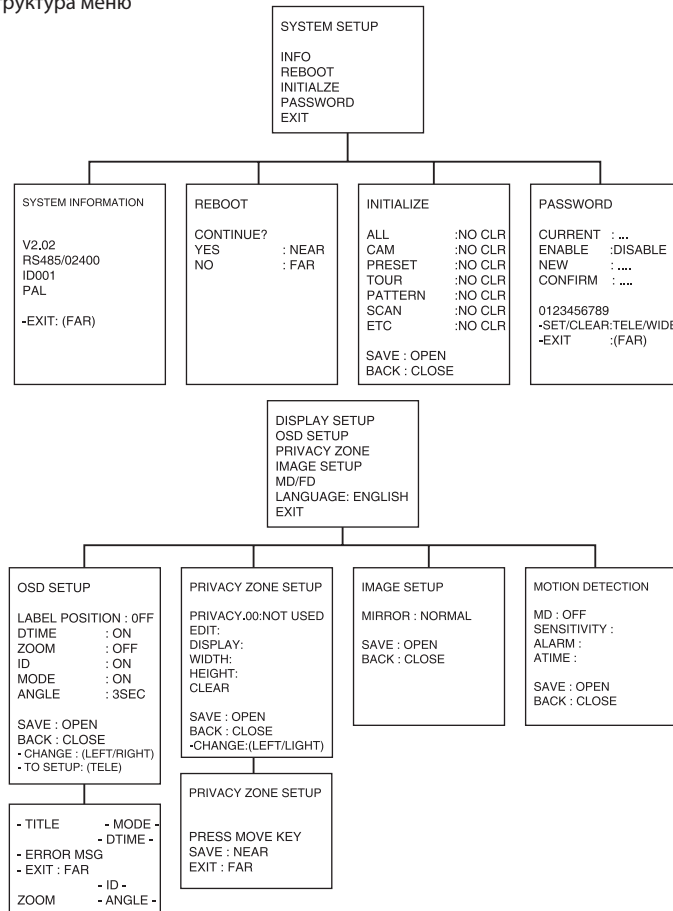 труктура меню
SYSTEM SETUP
INFO
REBOOT
INITIALZE
PASSWORD
EXIT
SYSTEM INFORMATION
V2.02
RS485/02400
ID001
PAL
-EXIT: (FAR)
REBOOT
CONTINUE?
YES : NEAR
NO : FAR
INITIALIZE
ALL :NO CLR
CAM :NO CLR
PRESET :NO CLR
TOUR :NO CLR
PATTERN :NO CLR
SCAN :NO CLR
ETC :NO CLR
SAVE : OPEN
BACK : CLOSE
PASSWORD
CURRENT : ...
ENABLE :DISABLE
NEW : ....
CONFIRM : ....
0123456789
-SET/CLEAR:TELE/WIDE
-EXIT :(FAR)
DISPLAY SETUP
OSD SETUP
PRIVACY ZONE
IMAGE SETUP
MD/FD
LANGUAGE: ENGLISH
EXIT
OSD SETUP
LABEL POSITION : 0FF
DTIME : ON
ZOOM : OFF
ID : ON
MODE : ON
ANGLE : 3SEC
SAVE : OPEN
BACK : CLOSE
- CHANGE : (LEFT/RIGHT)
- TO SETUP: (TELE)
- TITLE - MODE -
- DTIME -
- ERROR MSG
- EXIT : FAR
- ID -
ZOOM - ANGLE -
PRIVACY ZONE SETUP
PRIVACY.00:NOT USED
EDIT:
DISPLAY:
WIDTH:
HEIGHT:
CLEAR
SAVE : OPEN
BACK : CLOSE
-CHANGE:(LEFT/LIGHT)
PRIVACY ZONE SETUP
PRESS MOVE KEY
SAVE : NEAR
EXIT : FAR
IMAGE SETUP
MIRROR : NORMAL
SAVE : OPEN
BACK : CLOSE
MOTION DETECTION
MD : OFF
SENSITIVITY :
ALARM :
ATIME :
SAVE : OPEN
BACK : CLOSE